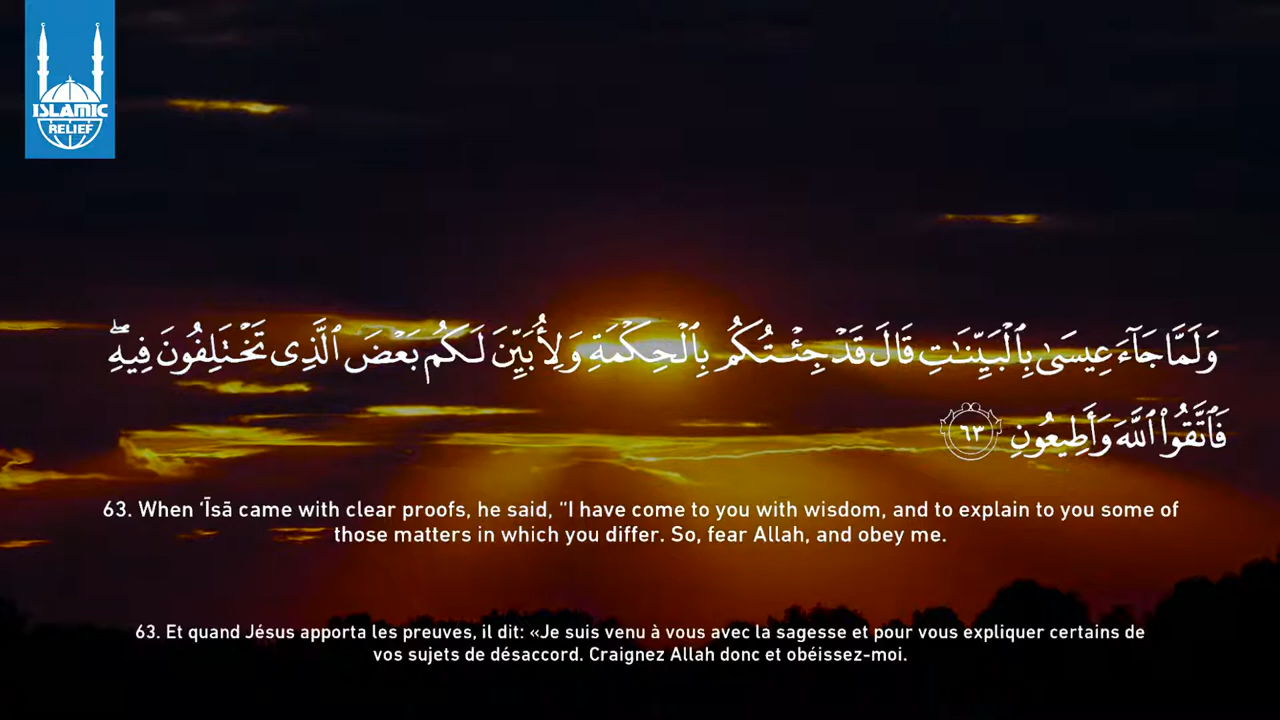 ISLAMIC
RELIEF
وَلَمَّا جَآءَ عِيسَىٰ بِٱلْبَيِّنَٰتِ قَالَ قَدْ جِئْتُكُم بِٱلْحِكْمَةِ وَلِأُبَيِّنَ لَكُم بَعْضَ ٱلَّذِى تَخْتَلِفُونَ فِيهِ ۖ
فَٱتَّقُوا۟ ٱللَّهَ وَأَطِيعُونِ ٦٣
63. When ‘Īsā came with clear proofs, he said, “I have come to you with wisdom, and to explain to you some of
those matters in which you differ. So, fear Allah, and obey me.
63. Et quand Jésus apporta les preuves, il dit: «Je suis venu à vous avec la sagesse et pour vous expliquer certains de
vos sujets de désaccord. Craignez Allah donc et obéissez-moi.